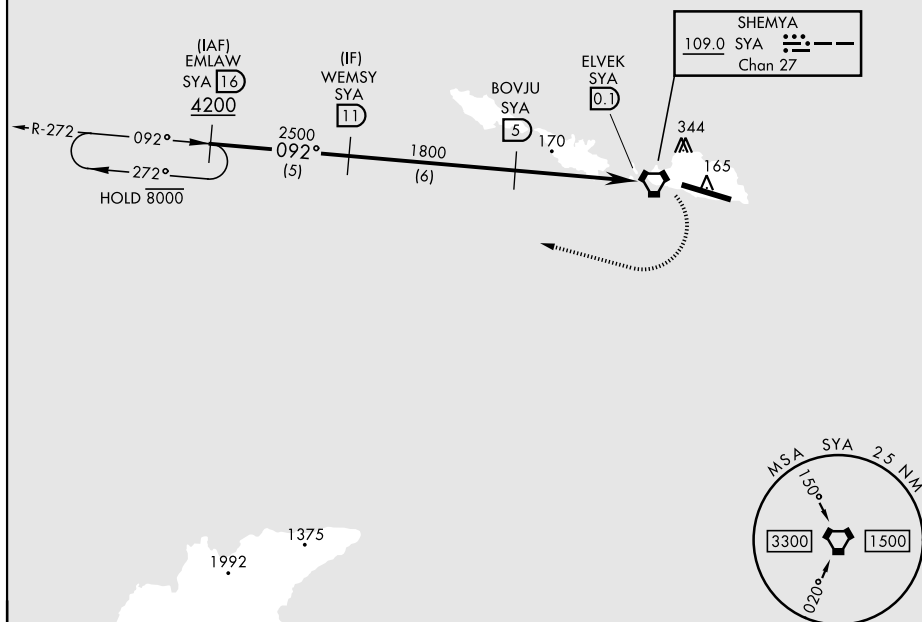 SHEMYA
109.0 SYA
Chan 27
(IAF)
EMLAW
SYA 16
4200
(IF)
WEMSY
SYA
11
BOVJU
SYA
5
ELVEK
SYA
0.1
R-272
092°
2500
092°
(5)
1800
(6)
170
344
165
272°
HOLD 8000
1375
1992
MSA SYA 25 NM
150°
3300
1500
020°